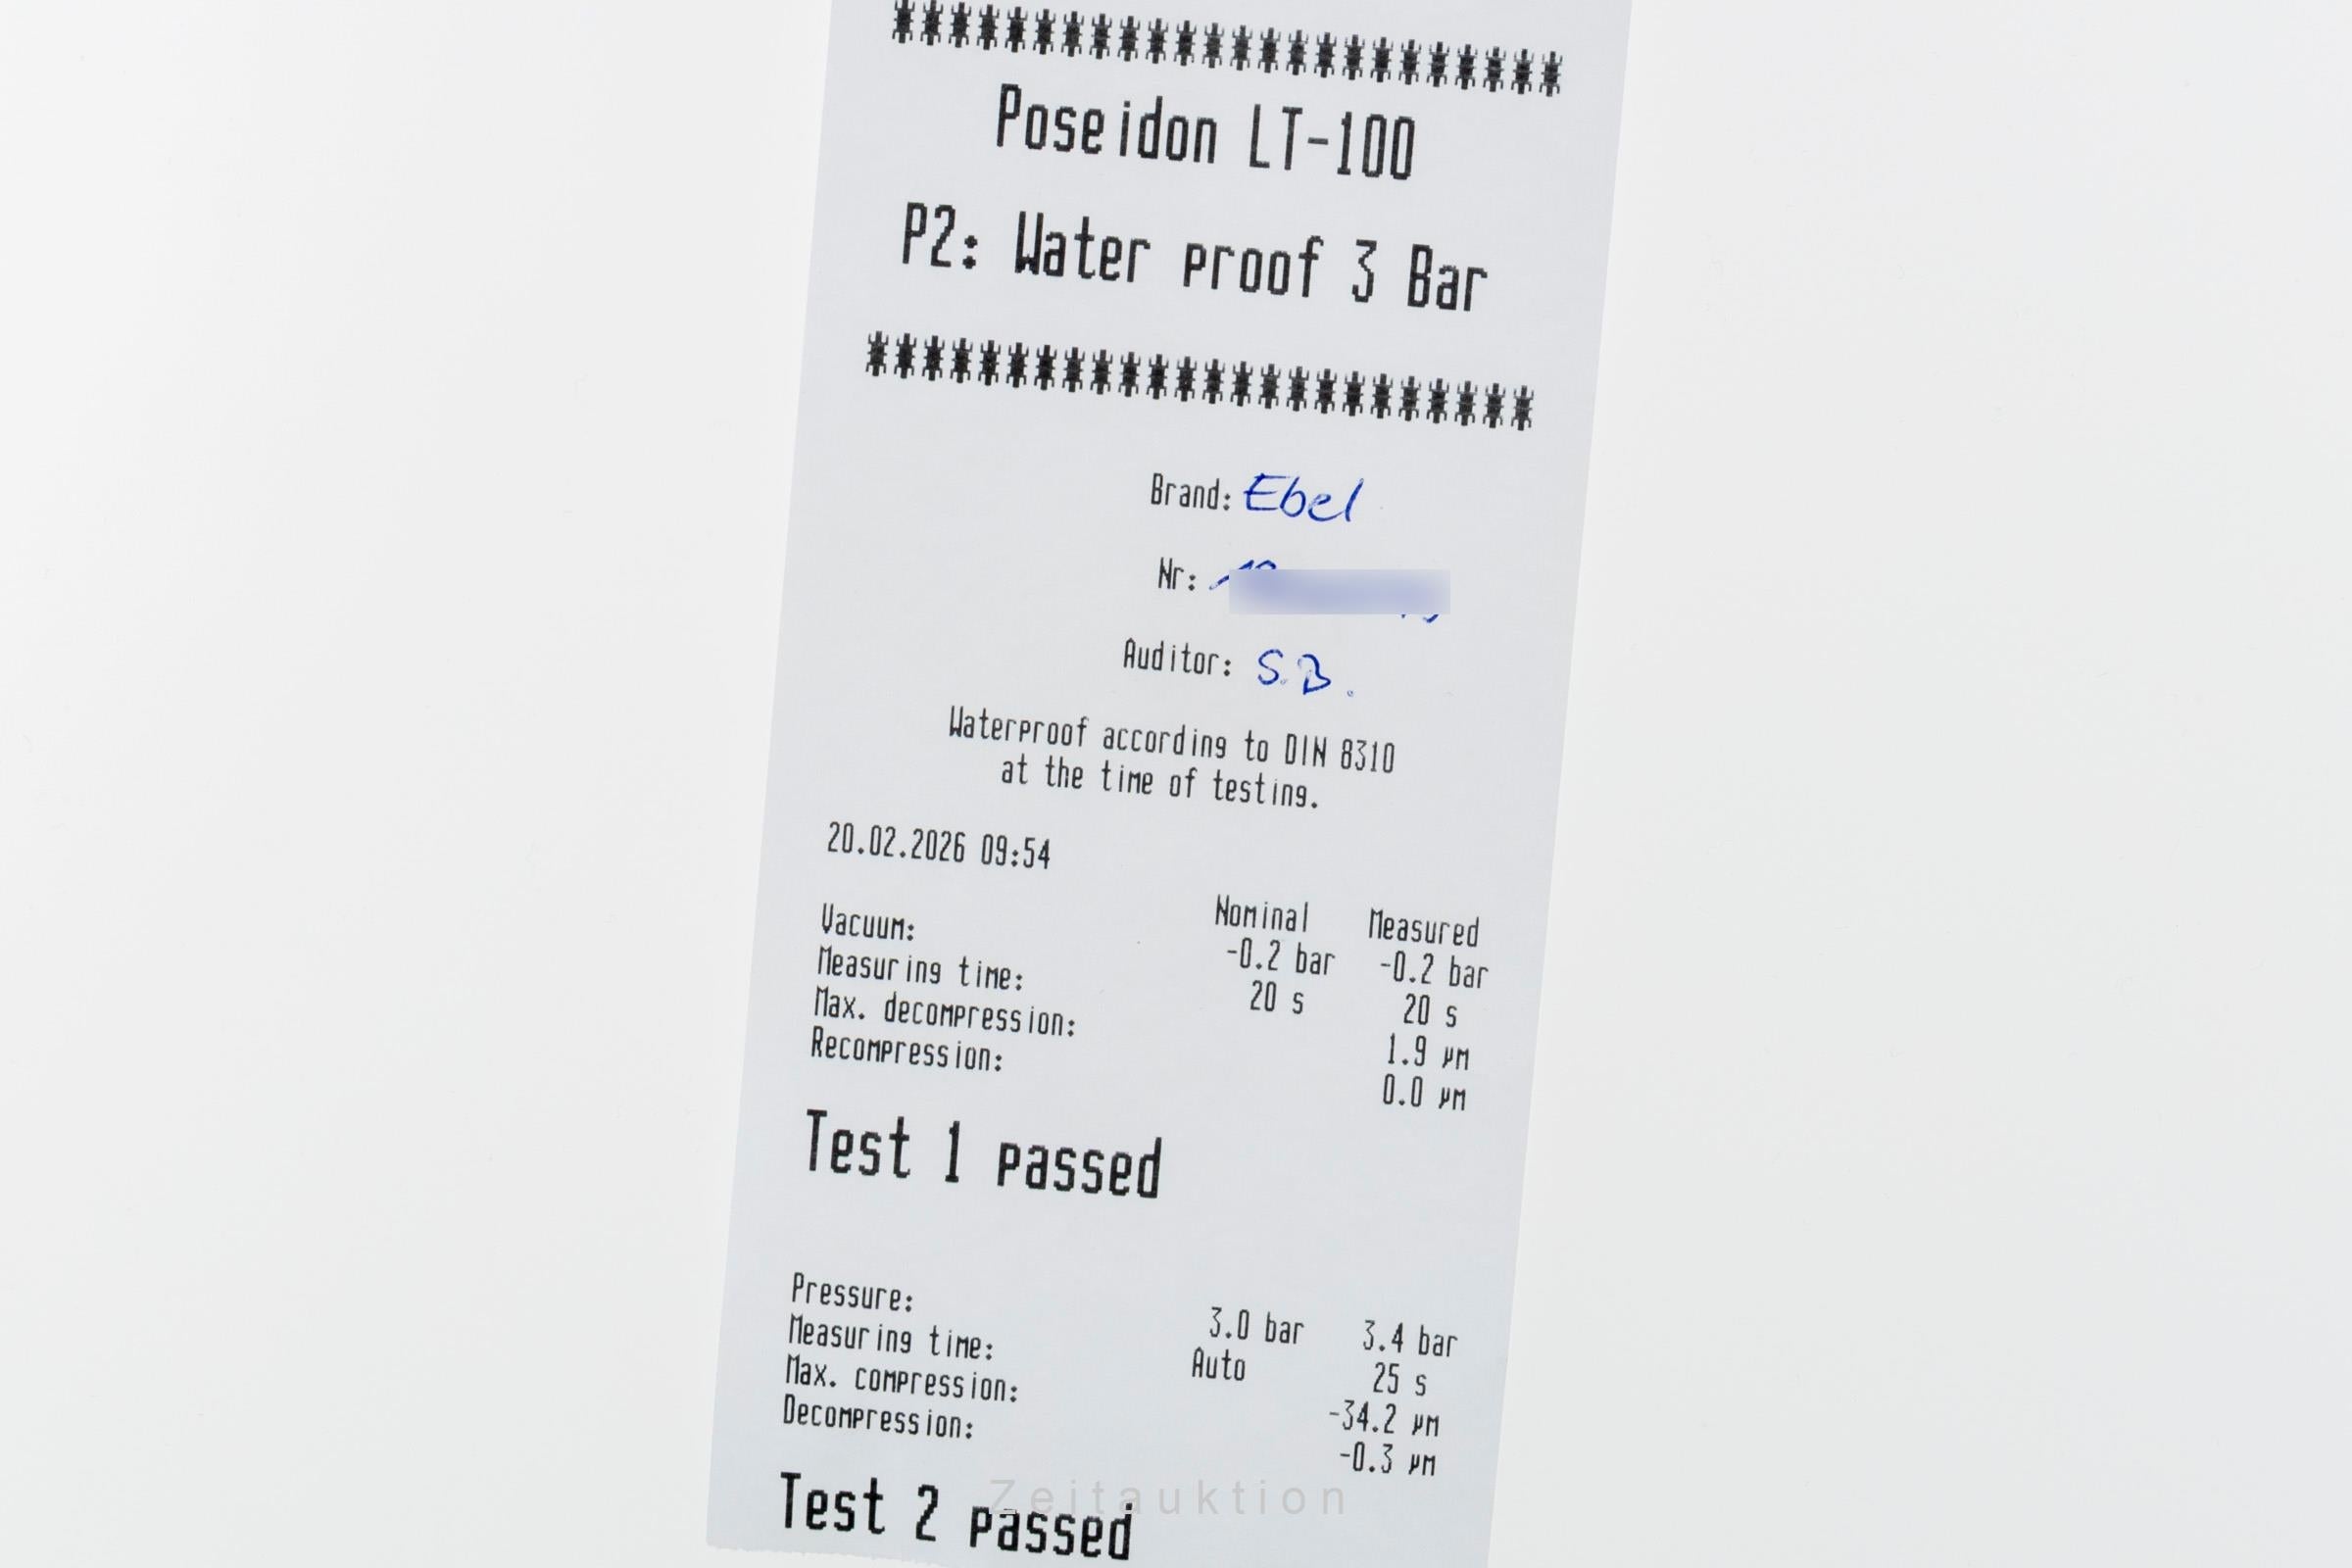 ************************
Poseidon LT-100
P2: Water proof 3 Bar
************************
Brand: Ebel
Nr:
Auditor: S.B.
Waterproof according to DIN 8310
at the time of testing.
20.02.2026 09:54
Nominal Measured
Vacuum: -0.2 bar -0.2 bar
Measuring time: 20 s 20 s
Max. decompression: 1.9 µm
Recompression: 0.0 µm
Test 1 passed
Pressure: 3.0 bar 3.4 bar
Measuring time: Auto 25 s
Max. compression: -34.2 µm
Decompression: -0.3 µm
Test 2 passed
Zeitauktion